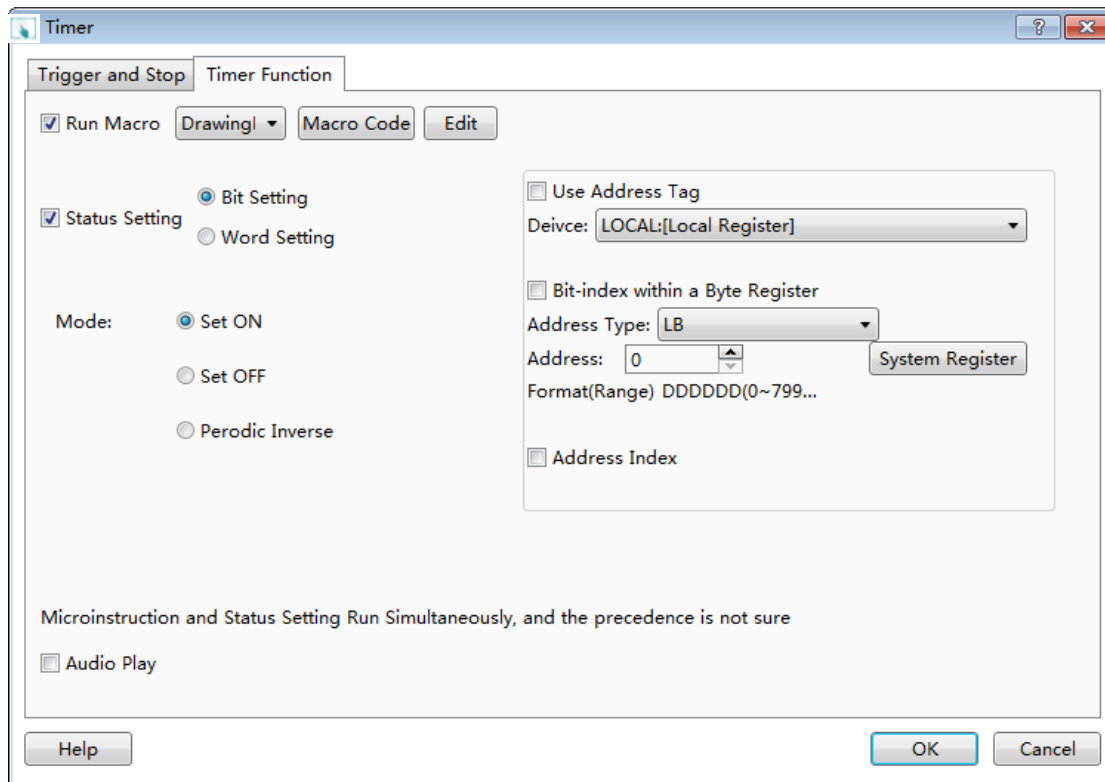 Timer
Trigger and Stop Timer Function
Run Macro DrawingI Macro Code Edit
Status Setting
Bit Setting
Word Setting
Mode: Set ON
Set OFF
Perodic Inverse
Use Address Tag
Deivce: LOCAL:[Local Register]
Bit-index within a Byte Register
Address Type: LB
Address: 0 System Register
Format(Range) DDDDDD(0~799...
Address Index
Microinstruction and Status Setting Run Simultaneously, and the precedence is not sure
Audio Play
Help OK Cancel